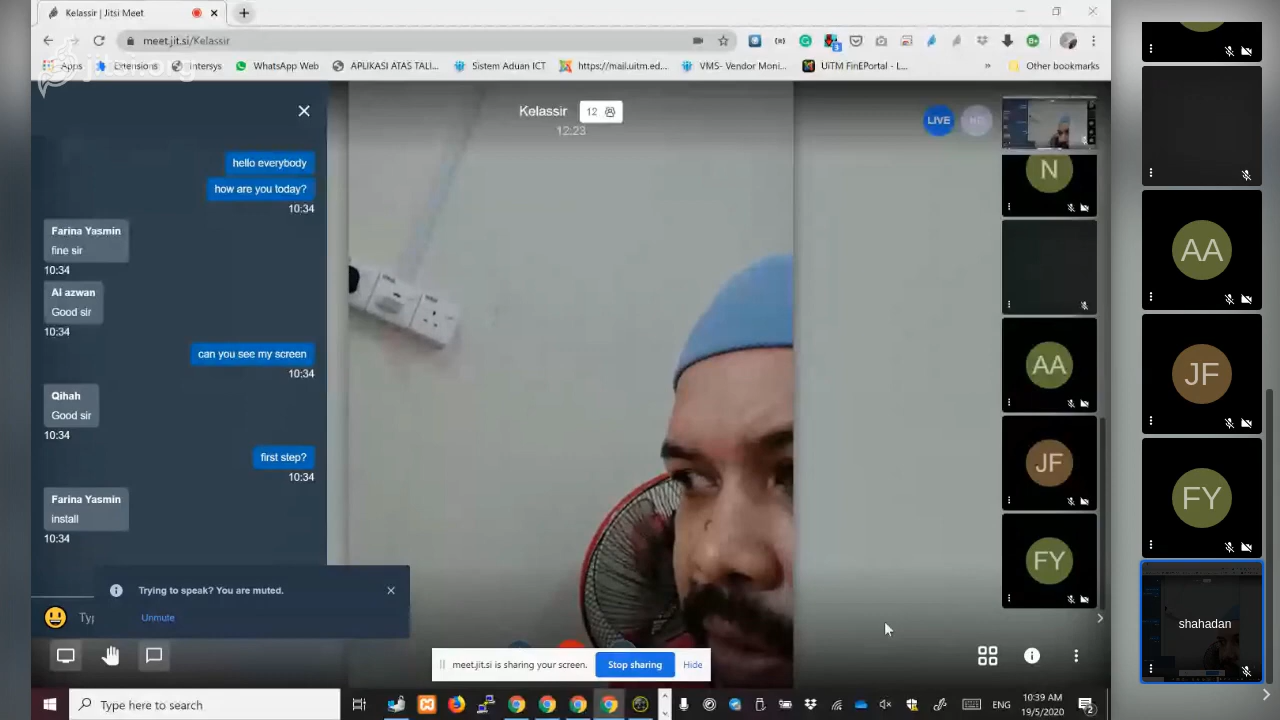 Kelassir | Jitsi Meet
meet.jit.si/Kelassir
Apps
Extensions
Intersys
WhatsApp Web
APLIKASI ATAS TALI...
Sistem Aduan ICT
https://mail.uitm.ed...
VMS- Vendor Moni...
UiTM FinEPortal - L...
»
Other bookmarks
Kelassir
12
12:23
LIVE
HD
hello everybody
how are you today?
10:34
Farina Yasmin
fine sir
10:34
Al azwan
Good sir
10:34
can you see my screen
10:34
Qihah
Good sir
10:34
first step?
10:34
Farina Yasmin
install
10:34
Trying to speak? You are muted.
Unmute
Typ
meet.jit.si is sharing your screen.
Stop sharing
Hide
N
AA
JF
FY
AA
JF
FY
shahadan
Type here to search
ENG
10:39 AM
19/5/2020
2